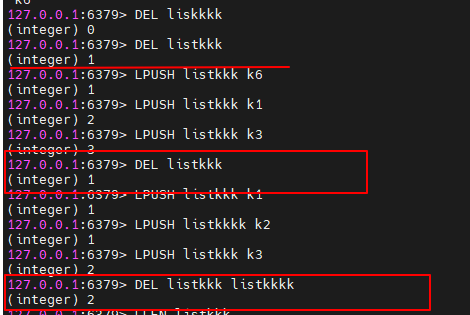 k6
127.0.0.1:6379> DEL liskkkk
(integer) 0
127.0.0.1:6379> DEL listkkk
(integer) 1
127.0.0.1:6379> LPUSH listkkk k6
(integer) 1
127.0.0.1:6379> LPUSH listkkk k1
(integer) 2
127.0.0.1:6379> LPUSH listkkk k3
(integer) 3
127.0.0.1:6379> DEL listkkk
(integer) 1
127.0.0.1:6379> LPUSH listkkk k1
(integer) 1
127.0.0.1:6379> LPUSH listkkkk k2
(integer) 1
127.0.0.1:6379> LPUSH listkkk k3
(integer) 2
127.0.0.1:6379> DEL listkkk listkkkk
(integer) 2
127.0.0.1:6379> LLEN listkkk